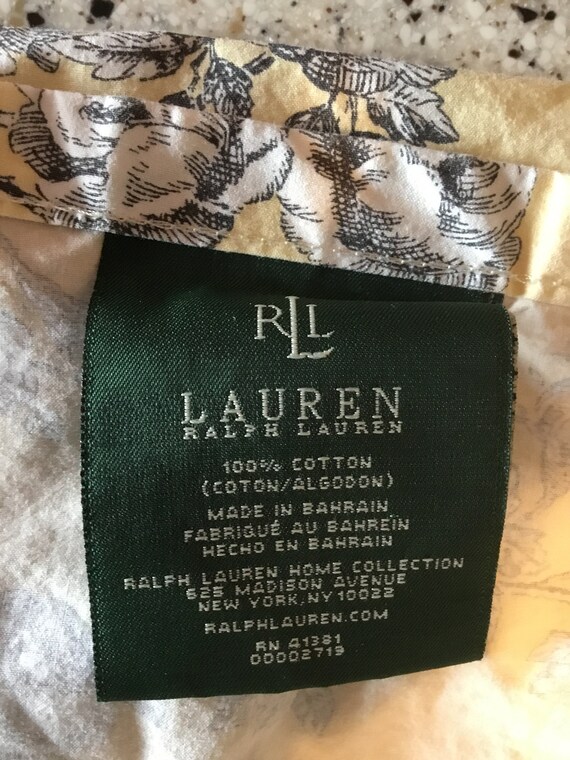 RLL
LAUREN
RALPH LAUREN
100% COTTON
(COTON/ALGODON)
MADE IN BAHRAIN
FABRIQUÉ AU BAHREÏN
HECHO EN BAHRAIN
RALPH LAUREN HOME COLLECTION
625 MADISON AVENUE
NEW YORK, NY 10022
RALPHLAUREN.COM
RN 41381
00002719